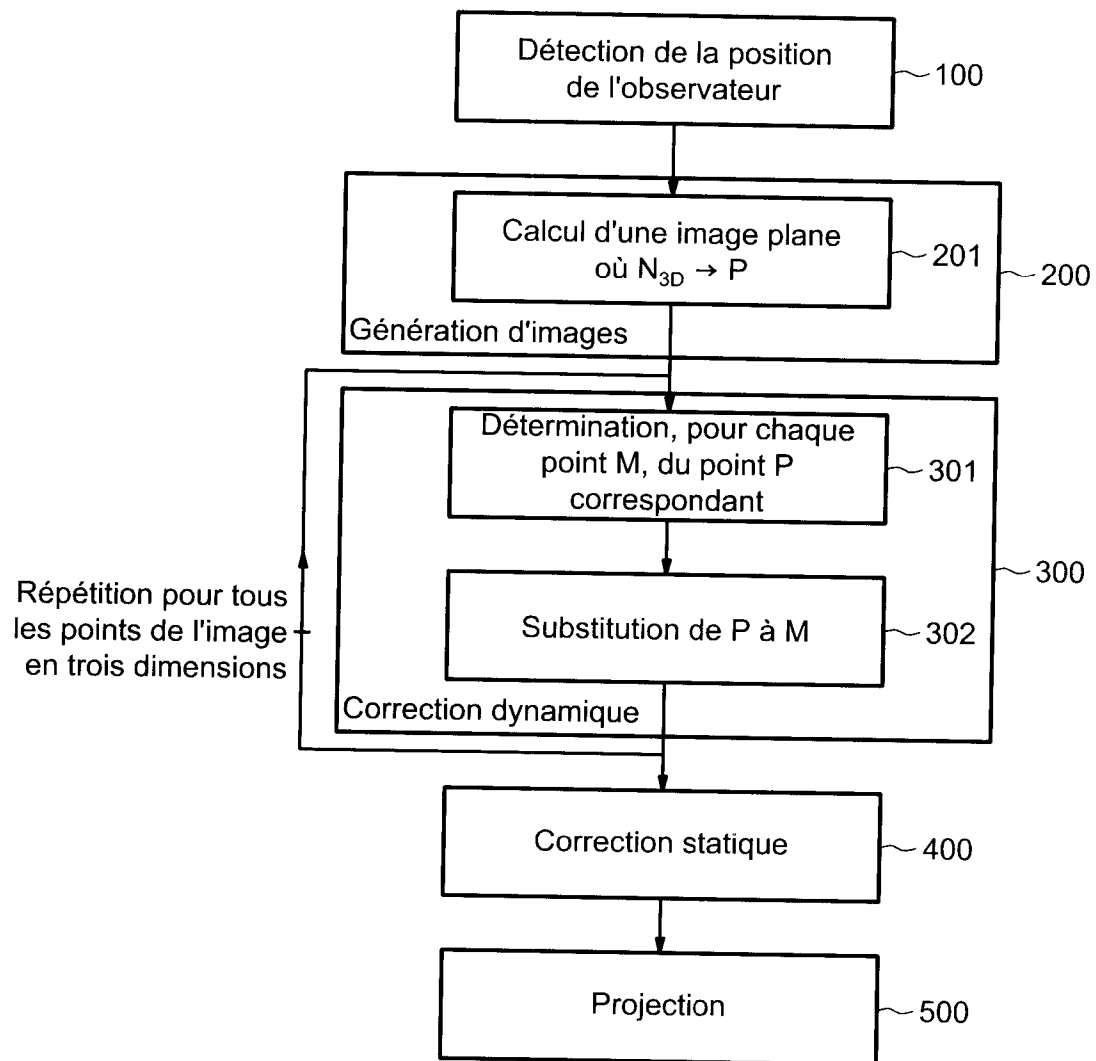 Détection de la position
de l'observateur
100
Calcul d'une image plane
où N3D → P
201
200
Génération d'images
Détermination, pour chaque
point M, du point P
correspondant
301
300
Répétition pour tous
les points de l'image
en trois dimensions
Substitution de P à M
302
Correction dynamique
Correction statique
400
Projection
500